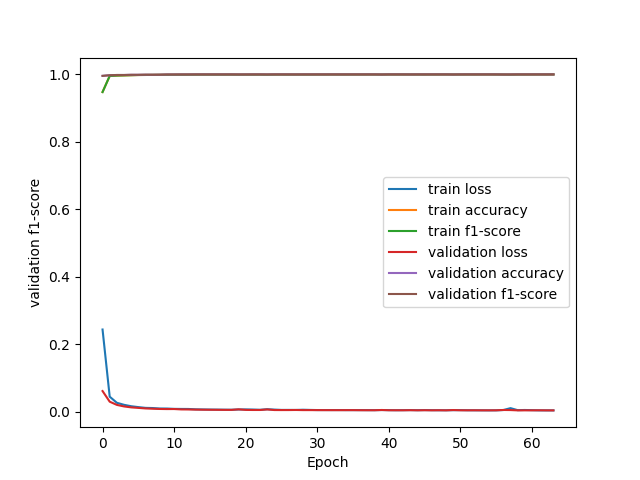 1.0
0.8
0.6
0.4
0.2
0.0
validation f1-score
train loss
train accuracy
train f1-score
validation loss
validation accuracy
validation f1-score
0 10 20 30 40 50 60
Epoch